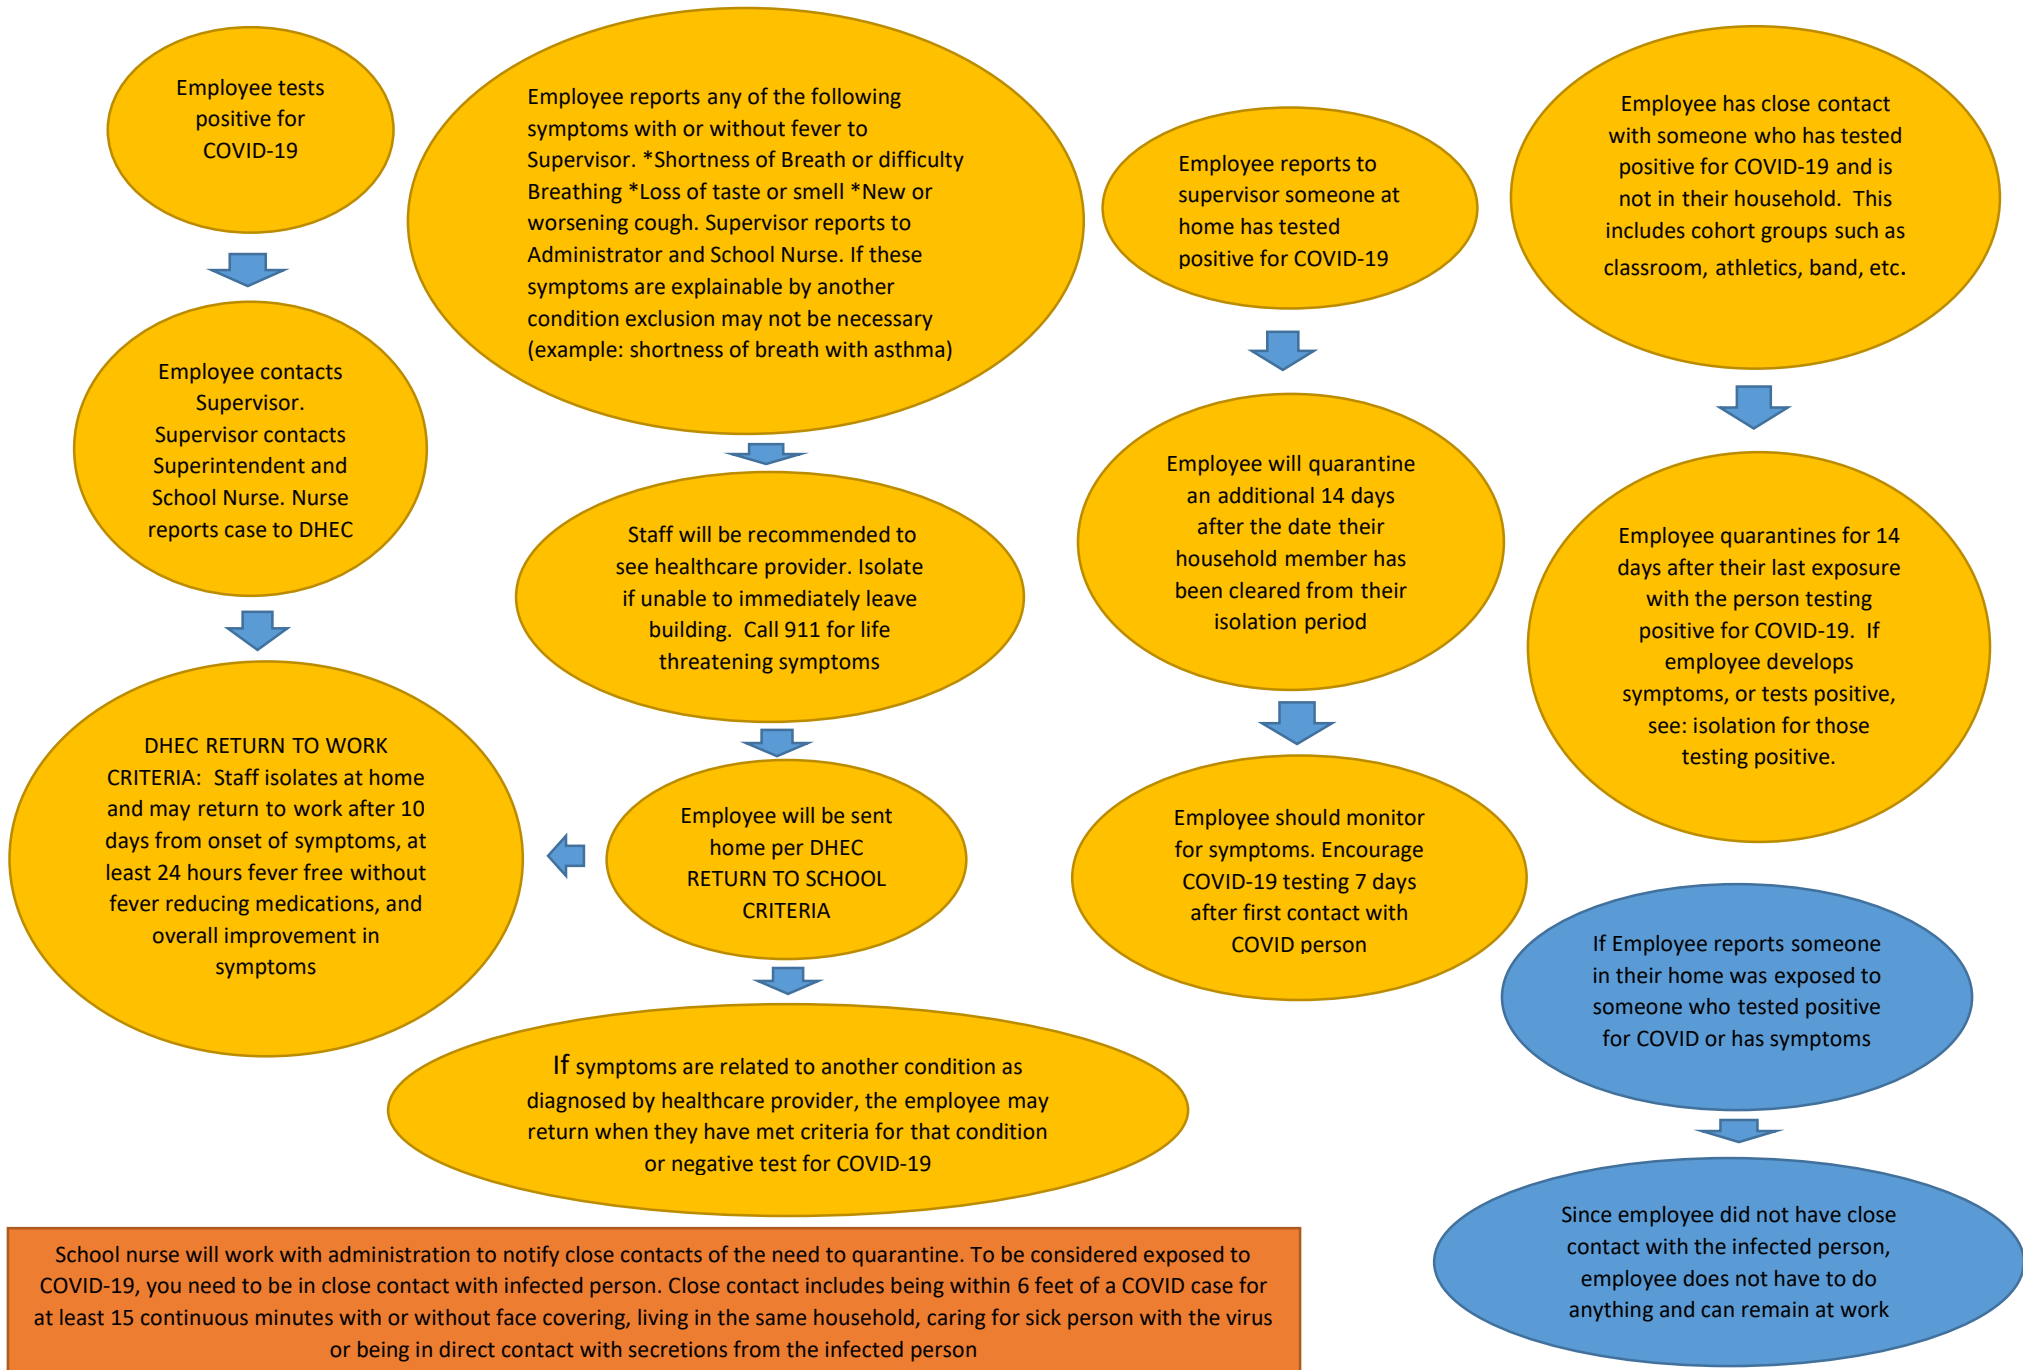 Employee tests
positive for
COVID-19
Employee contacts
Supervisor.
Supervisor contacts
Superintendent and
School Nurse. Nurse
reports case to DHEC
DHEC RETURN TO WORK
CRITERIA: Staff isolates at home
and may return to work after 10
days from onset of symptoms, at
least 24 hours fever free without
fever reducing medications, and
overall improvement in
symptoms
Employee reports any of the following
symptoms with or without fever to
Supervisor. *Shortness of Breath or difficulty
Breathing *Loss of taste or smell *New or
worsening cough. Supervisor reports to
Administrator and School Nurse. If these
symptoms are explainable by another
condition exclusion may not be necessary
(example: shortness of breath with asthma)
Staff will be recommended to
see healthcare provider. Isolate
if unable to immediately leave
building. Call 911 for life
threatening symptoms
Employee will be sent
home per DHEC
RETURN TO SCHOOL
CRITERIA
If symptoms are related to another condition as
diagnosed by healthcare provider, the employee may
return when they have met criteria for that condition
or negative test for COVID-19
Employee reports to
supervisor someone at
home has tested
positive for COVID-19
Employee will quarantine
an additional 14 days
after the date their
household member has
been cleared from their
isolation period
Employee should monitor
for symptoms. Encourage
COVID-19 testing 7 days
after first contact with
COVID person
Employee has close contact
with someone who has tested
positive for COVID-19 and is
not in their household. This
includes cohort groups such as
classroom, athletics, band, etc.
Employee quarantines for 14
days after their last exposure
with the person testing
positive for COVID-19. If
employee develops
symptoms, or tests positive,
see: isolation for those
testing positive.
If Employee reports someone
in their home was exposed to
someone who tested positive
for COVID or has symptoms
Since employee did not have close
contact with the infected person,
employee does not have to do
anything and can remain at work
School nurse will work with administration to notify close contacts of the need to quarantine. To be considered exposed to
COVID-19, you need to be in close contact with infected person. Close contact includes being within 6 feet of a COVID case for
at least 15 continuous minutes with or without face covering, living in the same household, caring for sick person with the virus
or being in direct contact with secretions from the infected person